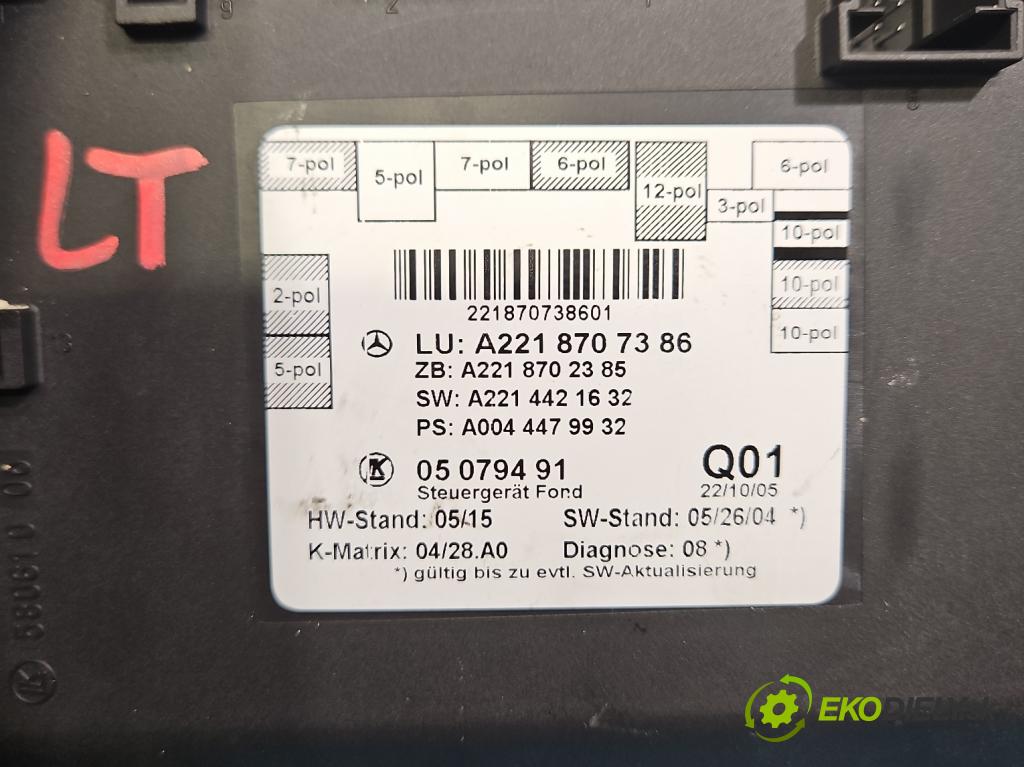 LT
7-pol
5-pol
7-pol
6-pol
12-pol
3-pol
6-pol
10-pol
10-pol
10-pol
2-pol
5-pol
221870738601
LU: A221 870 73 86
ZB: A221 870 23 85
SW: A221 442 16 32
PS: A004 447 99 32
05 0794 91
Steuergerät Fond
Q01
22/10/05
HW-Stand: 05/15 SW-Stand: 05/26/04 *)
K-Matrix: 04/28.A0 Diagnose: 08 *)
*) gültig bis zu evtl. SW-Aktualisierung